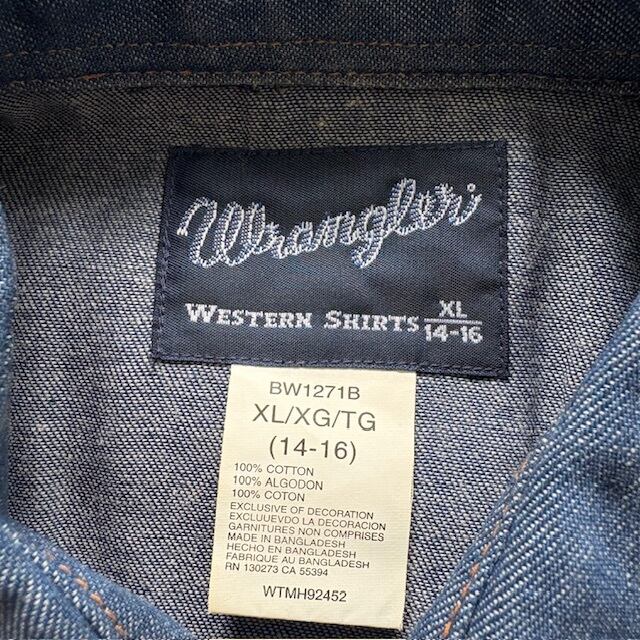 Wrangler®
WESTERN SHIRTS XL
14-16
BW1271B
XL/XG/TG
(14-16)
100% COTTON
100% ALGODON
100% COTON
EXCLUSIVE OF DECORATION
EXCLUUEVDO LA DECORACION
GARNITURES NON COMPRISES
MADE IN BANGLADESH
HECHO EN BANGLADESH
FABRIQUE AU BANGLADESH
RN 130273 CA 55394
WTMH92452